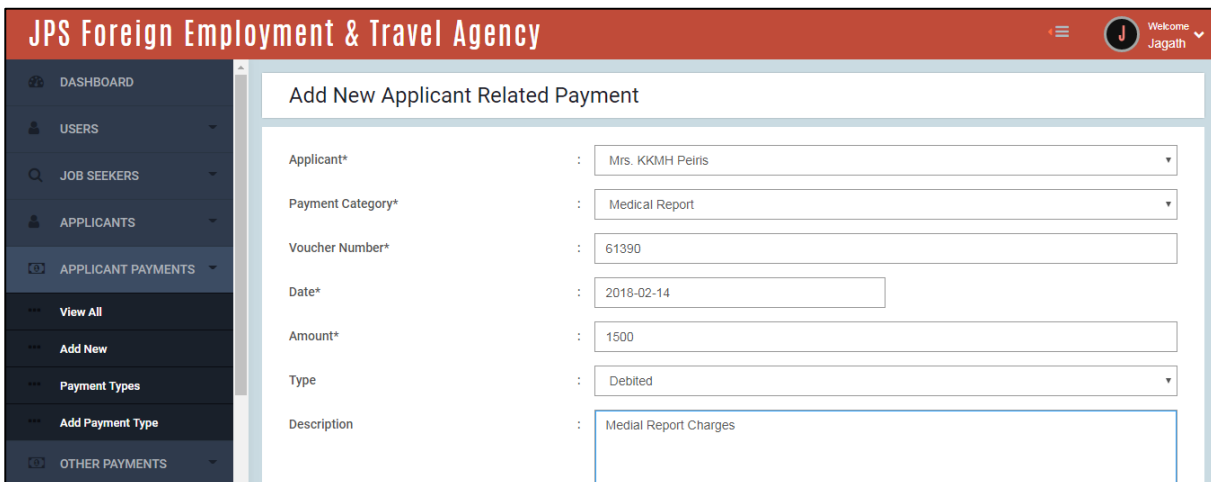 JPS Foreign Employment & Travel Agency
J
Welcome
Jagath
DASHBOARD
USERS
JOB SEEKERS
APPLICANTS
APPLICANT PAYMENTS
View All
Add New
Payment Types
Add Payment Type
OTHER PAYMENTS
Add New Applicant Related Payment
Applicant* : Mrs. KKMH Peiris
Payment Category* : Medical Report
Voucher Number* : 61390
Date* : 2018-02-14
Amount* : 1500
Type : Debited
Description : Medial Report Charges